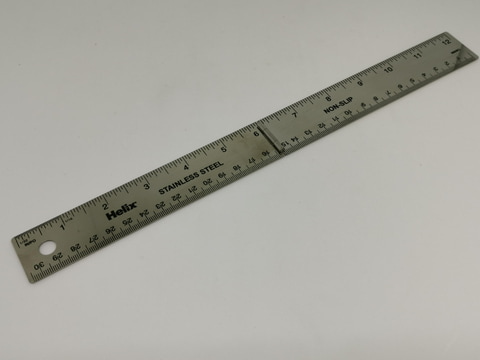 1 2 3 4 5 6 7 8 9 10 11 12
Helix STAINLESS STEEL NON-SLIP
30 29 28 27 26 25 24 23 22 21 20 19 18 17 16 15 14 13 12 11 10 9 8 7 6 5 4 3